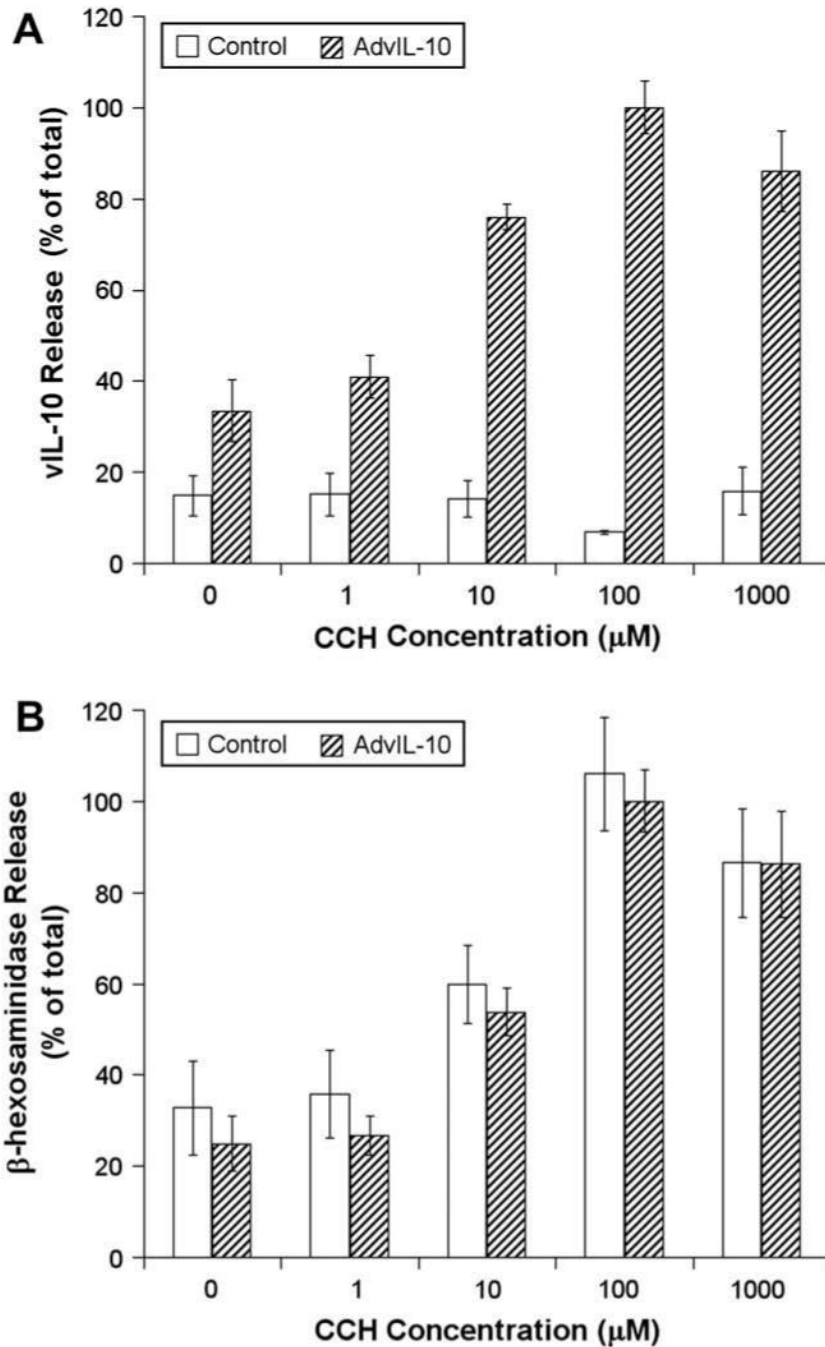 A
Control AdvIL-10
vIL-10 Release (% of total)
120
100
80
60
40
20
0
0 1 10 100 1000
CCH Concentration (μM)
B
Control AdvIL-10
β-hexosaminidase Release
(% of total)
120
100
80
60
40
20
0
0 1 10 100 1000
CCH Concentration (μM)